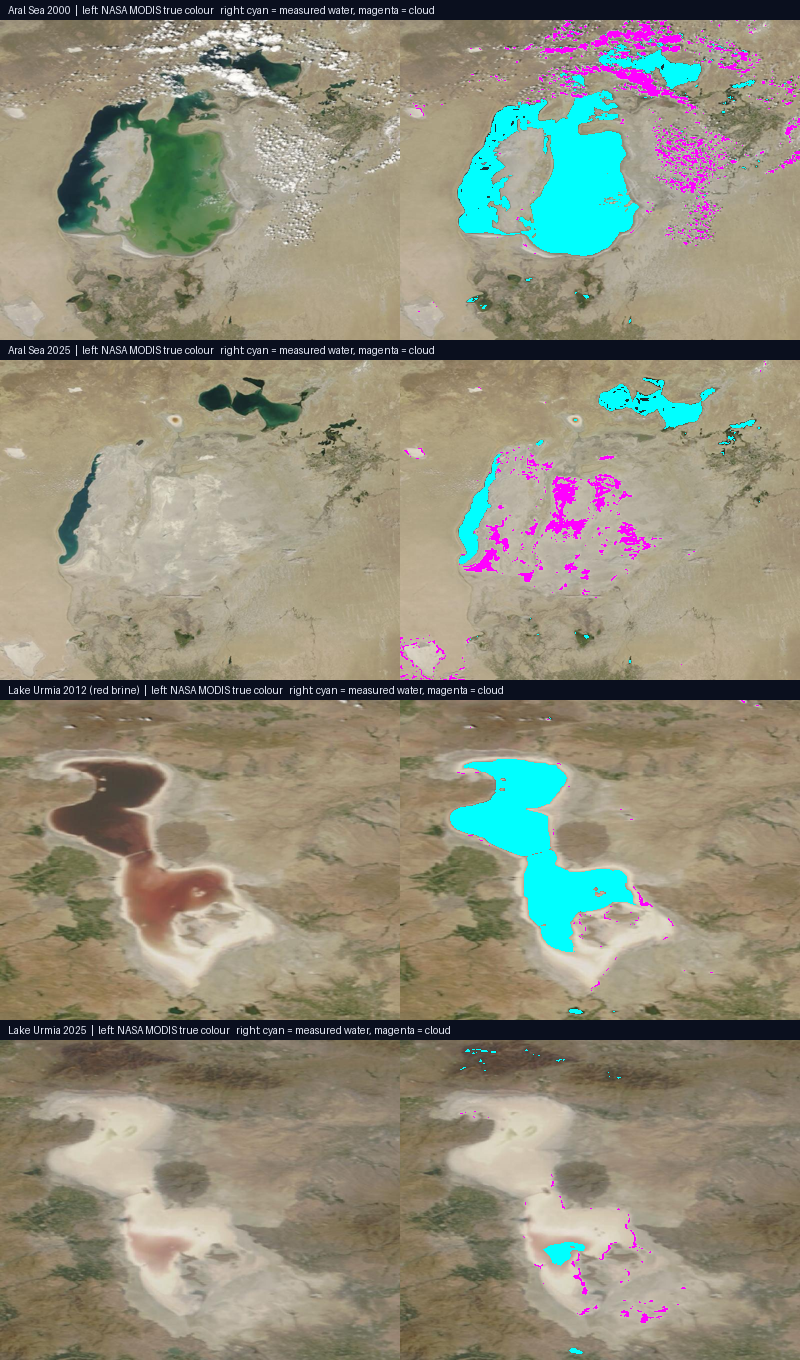 Aral Sea 2000 | left: NASA MODIS true colour right: cyan = measured water, magenta = cloud
Aral Sea 2025 | left: NASA MODIS true colour right: cyan = measured water, magenta = cloud
Lake Urmia 2012 (red brine) | left: NASA MODIS true colour right: cyan = measured water, magenta = cloud
Lake Urmia 2025 | left: NASA MODIS true colour right: cyan = measured water, magenta = cloud